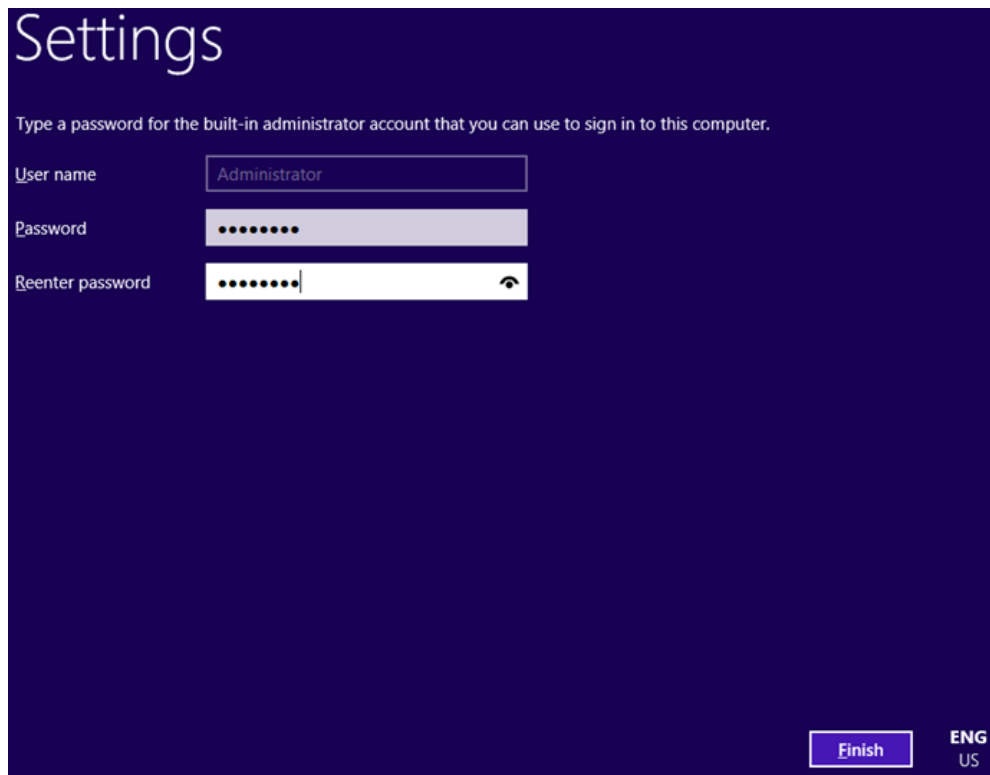 Settings
Type a password for the built-in administrator account that you can use to sign in to this computer.
User name
Administrator
Password
••••••••
Reenter password
••••••••
Finish
ENG
US